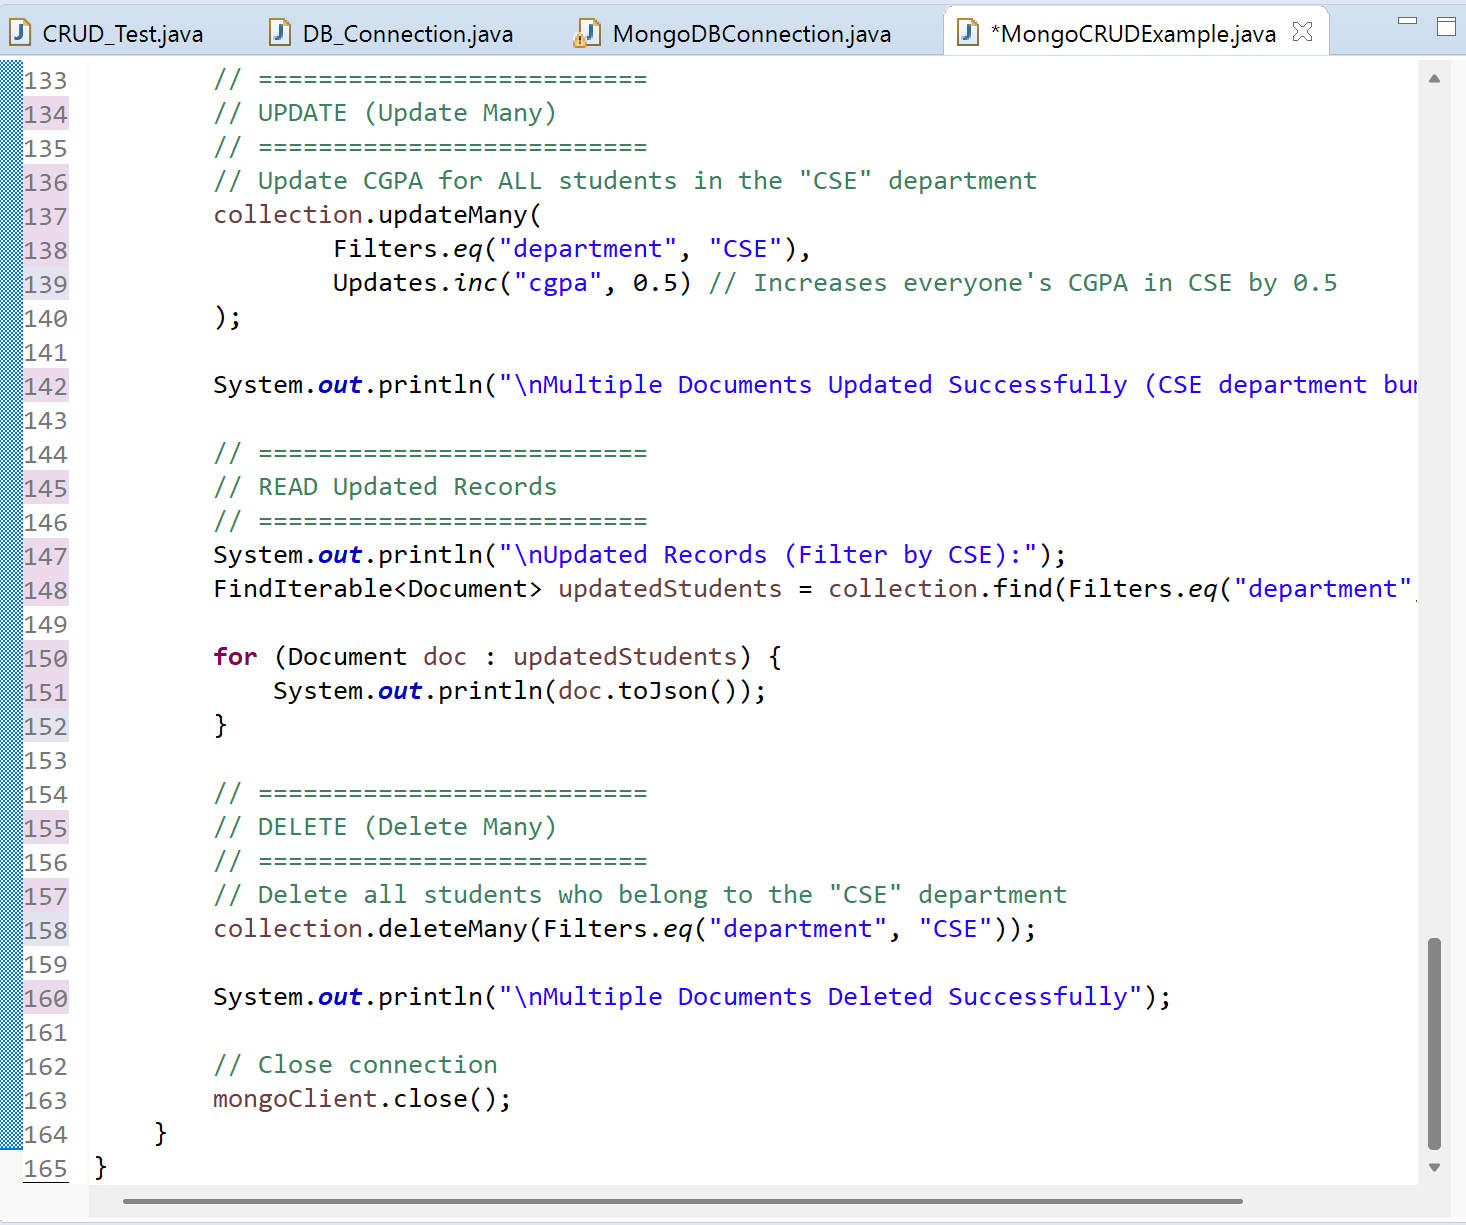 CRUD_Test.java DB_Connection.java MongoDBConnection.java *MongoCRUDExample.java
133 // ==========================
134 // UPDATE (Update Many)
135 // ==========================
136 // Update CGPA for ALL students in the "CSE" department
137 collection.updateMany(
138 Filters.eq("department", "CSE"),
139 Updates.inc("cgpa", 0.5) // Increases everyone's CGPA in CSE by 0.5
140 );
141
142 System.out.println("\nMultiple Documents Updated Successfully (CSE department
143
144 // ==========================
145 // READ Updated Records
146 // ==========================
147 System.out.println("\nUpdated Records (Filter by CSE):");
148 FindIterable<Document> updatedStudents = collection.find(Filters.eq("department"
149
150 for (Document doc : updatedStudents) {
151 System.out.println(doc.toJson());
152 }
153
154 // ==========================
155 // DELETE (Delete Many)
156 // ==========================
157 // Delete all students who belong to the "CSE" department
158 collection.deleteMany(Filters.eq("department", "CSE"));
159
160 System.out.println("\nMultiple Documents Deleted Successfully");
161
162 // Close connection
163 mongoClient.close();
164 }
165 }